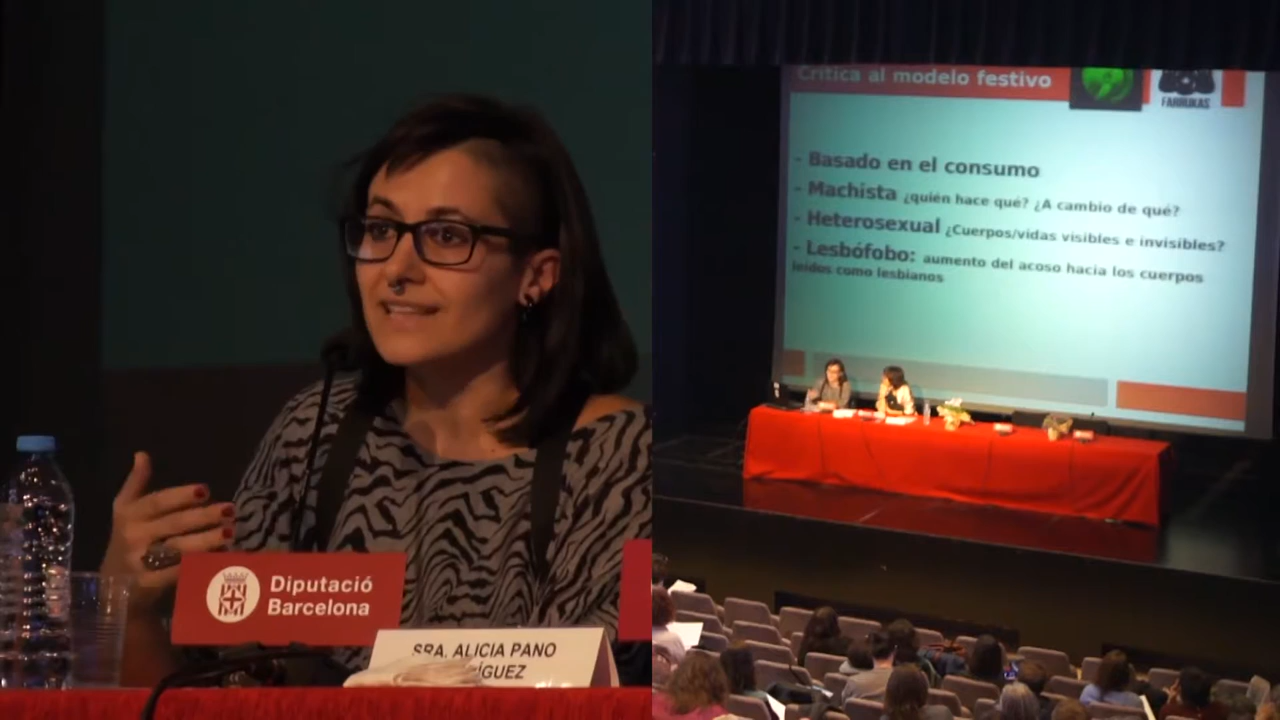 Diputació
Barcelona
SRA. ALICIA PANO
ÍGUEZ
Crítica al modelo festivo
FARRUKAS
- Basado en el consumo
- Machista ¿quién hace qué? ¿A cambio de qué?
- Heterosexual ¿Cuerpos/vidas visibles e invisibles?
- Lesbófobo: aumento del acoso hacia los cuerpos
leídos como lesbianos